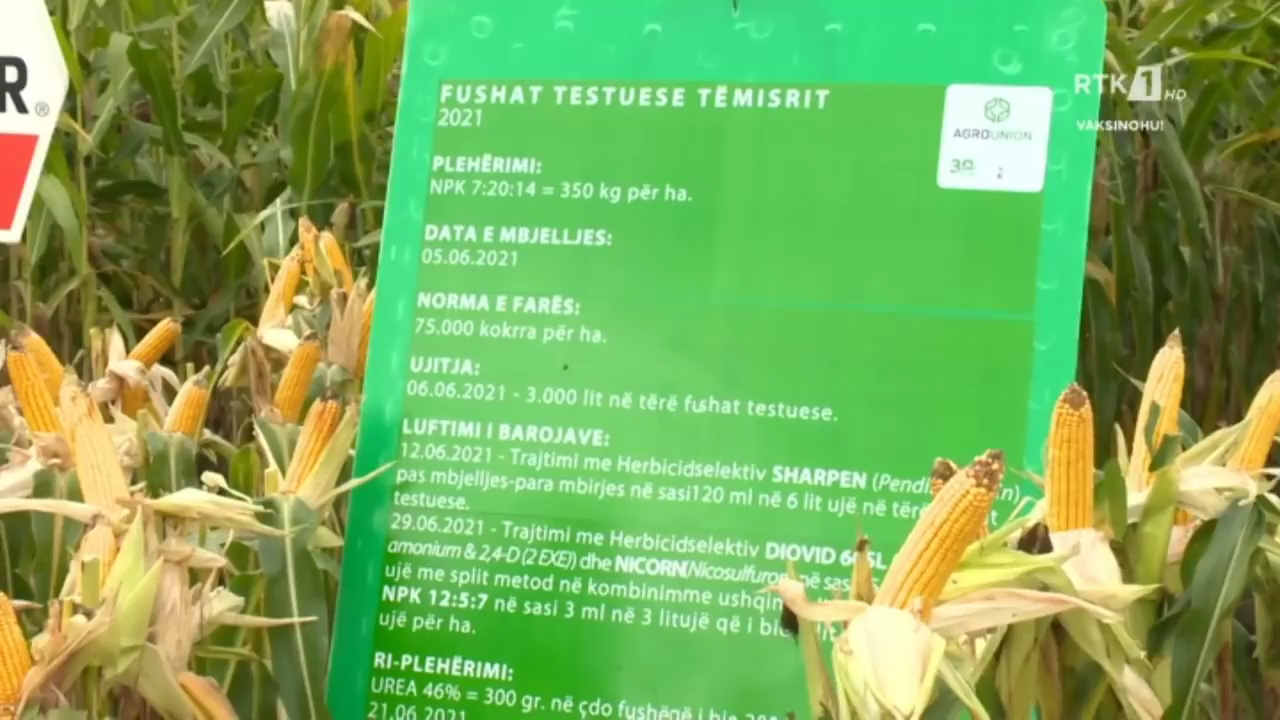 R®
RTK1HD
VAKSINOHU!
AGROUNION
FUSHAT TESTUESE TËMISRIT
2021
PLEHËRIMI:
NPK 7:20:14 = 350 kg për ha.
DATA E MBJELLJES:
05.06.2021
NORMA E FARËS:
75.000 kokrra për ha.
UJITJA:
06.06.2021 - 3.000 lit në tërë fushat testuese.
LUFTIMI I BAROJAVE:
12.06.2021 - Trajtimi me Herbicidselektiv SHARPEN
pas mbjelljes-para mbirjes në sasi120 ml në 6 lit ujë në
testuese.
29.06.2021 - Trajtimi me Herbicidselektiv DIOVID
amonium & 2,4-D (2 EXE)) dhe NICORN në
ujë me split metod në kombinimme
NPK 12:5:7 në sasi 3 ml në 3 litujë që i
ujë për ha.
RI-PLEHËRIMI:
UREA 46% = 300 gr. në çdo fushëqë i bie
21.06.2021